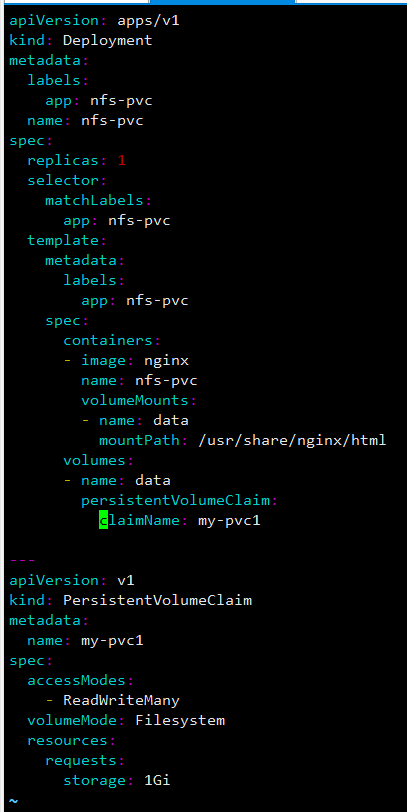 apiVersion: apps/v1
kind: Deployment
metadata:
  labels:
    app: nfs-pvc
  name: nfs-pvc
spec:
  replicas: 1
  selector:
    matchLabels:
      app: nfs-pvc
  template:
    metadata:
      labels:
        app: nfs-pvc
    spec:
      containers:
      - image: nginx
        name: nfs-pvc
        volumeMounts:
        - name: data
          mountPath: /usr/share/nginx/html
      volumes:
      - name: data
        persistentVolumeClaim:
          claimName: my-pvc1

---
apiVersion: v1
kind: PersistentVolumeClaim
metadata:
  name: my-pvc1
spec:
  accessModes:
    - ReadWriteMany
  volumeMode: Filesystem
  resources:
    requests:
      storage: 1Gi
~